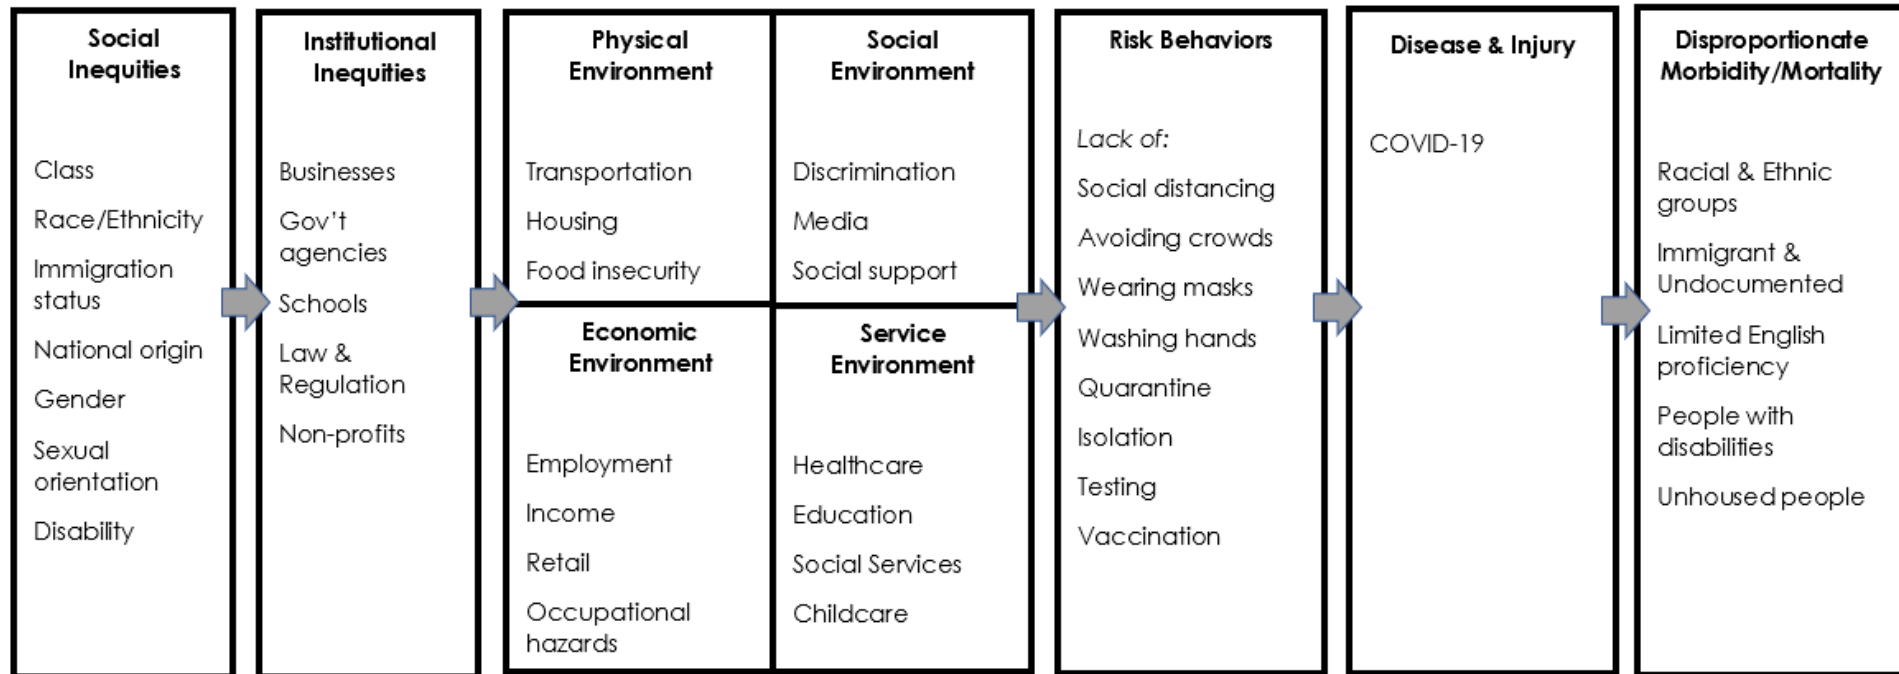 Social
Inequities
Class
Race/Ethnicity
Immigration
status
National origin
Gender
Sexual
orientation
Disability
Institutional
Inequities
Businesses
Gov't
agencies
Schools
Law &
Regulation
Non-profits
Physical
Environment
Transportation
Housing
Food insecurity
Social
Environment
Discrimination
Media
Social support
Economic
Environment
Employment
Income
Retail
Occupational
hazards
Service
Environment
Healthcare
Education
Social Services
Childcare
Risk Behaviors
Lack of:
Social distancing
Avoiding crowds
Wearing masks
Washing hands
Quarantine
Isolation
Testing
Vaccination
Disease & Injury
COVID-19
Disproportionate
Morbidity/Mortality
Racial & Ethnic
groups
Immigrant &
Undocumented
Limited English
proficiency
People with
disabilities
Unhoused people